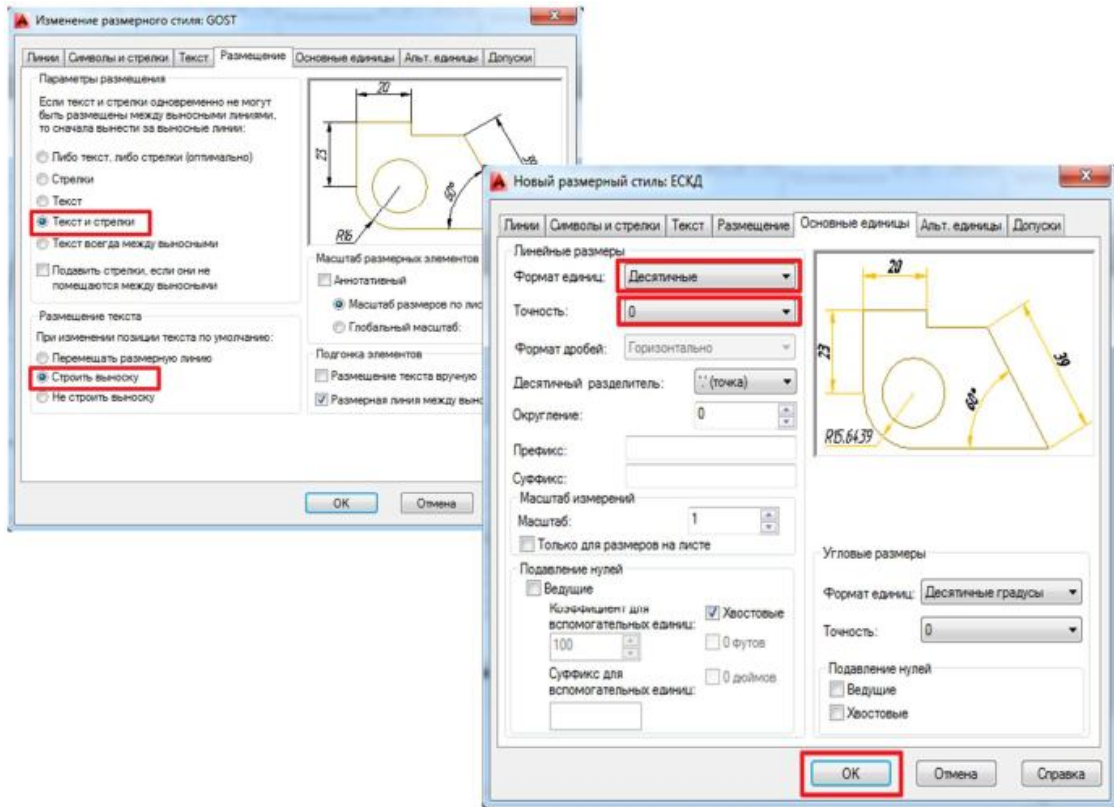 Изменение размерного стиля: GOST
Линии Символы и стрелки Текст Размещение Основные единицы Альт. единицы Допуски
Параметры размещения
Если текст и стрелки одновременно не могут
быть размещены между выносными линиями,
то сначала вынести за выносные линии:
Либо текст, либо стрелки (оптимально)
Стрелки
Текст
Текст и стрелки
Текст всегда между выносными
Подавить стрелки, если они не
помещаются между выносными
Размещение текста
При изменении позиции текста по умолчанию:
Перемещать размерную линию
Строить выноску
Не строить выноску
20
23
60°
R16
Масштаб размерных элементов
Аннотативный
Масштаб размеров по лис
Глобальный масштаб:
Подгонка элементов
Размещение текста вручную
Размерная линия между вын
OK Отмена
Новый размерный стиль: ЕСКД
Линии Символы и стрелки Текст Размещение Основные единицы Альт. единицы Допуски
Линейные размеры
Формат единиц: Десятичные
Точность: 0
Формат дробей: Горизонтально
Десятичный разделитель: '.' (точка)
Округление: 0
Префикс:
Суффикс:
Масштаб измерений
Масштаб: 1
Только для размеров на листе
Подавление нулей
Ведущие
Коэффициент для
вспомогательных единиц:
100
Суффикс для
вспомогательных единиц:
Хвостовые
0 футов
0 дюймов
20
23
39
60°
R15.6439
Угловые размеры
Формат единиц: Десятичные градусы
Точность: 0
Подавление нулей
Ведущие
Хвостовые
OK Отмена Справка